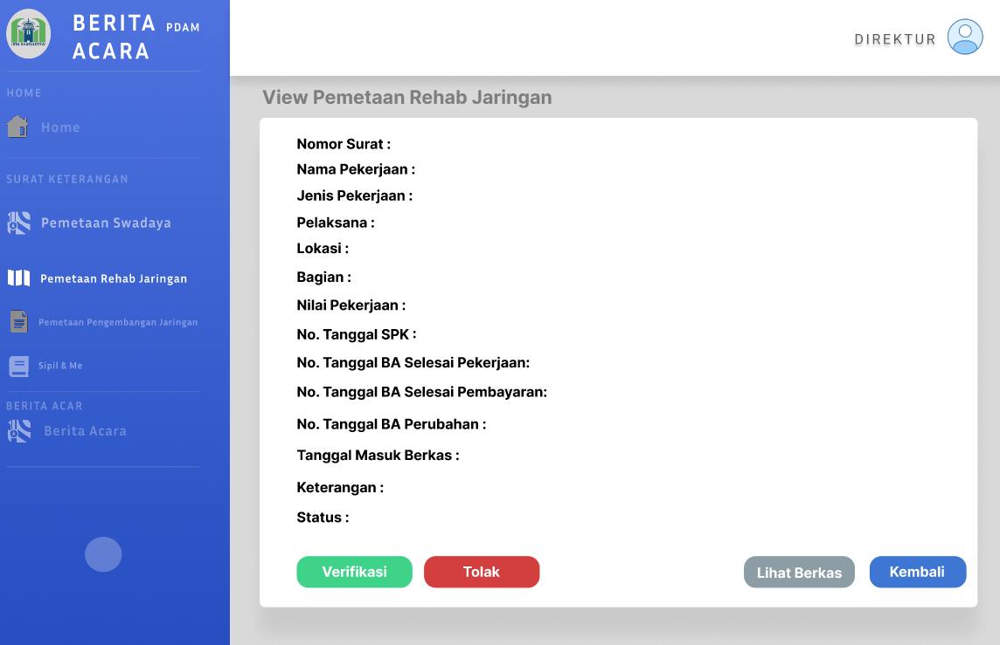 BERITA PDAM
ACARA
DIREKTUR
HOME
Home
SURAT KETERANGAN
Pemetaan Swadaya
Pemetaan Rehab Jaringan
Pemetaan Pengembangan Jaringan
Sipil & Me
BERITA ACAR
Berita Acara
View Pemetaan Rehab Jaringan
Nomor Surat :
Nama Pekerjaan :
Jenis Pekerjaan :
Pelaksana :
Lokasi :
Bagian :
Nilai Pekerjaan :
No. Tanggal SPK :
No. Tanggal BA Selesai Pekerjaan:
No. Tanggal BA Selesai Pembayaran:
No. Tanggal BA Perubahan :
Tanggal Masuk Berkas :
Keterangan :
Status :
Verifikasi
Tolak
Lihat Berkas
Kembali